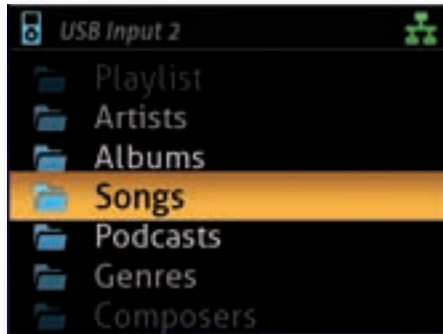 USB Input 2
Playlist
Artists
Albums
Songs
Podcasts
Genres
Composers